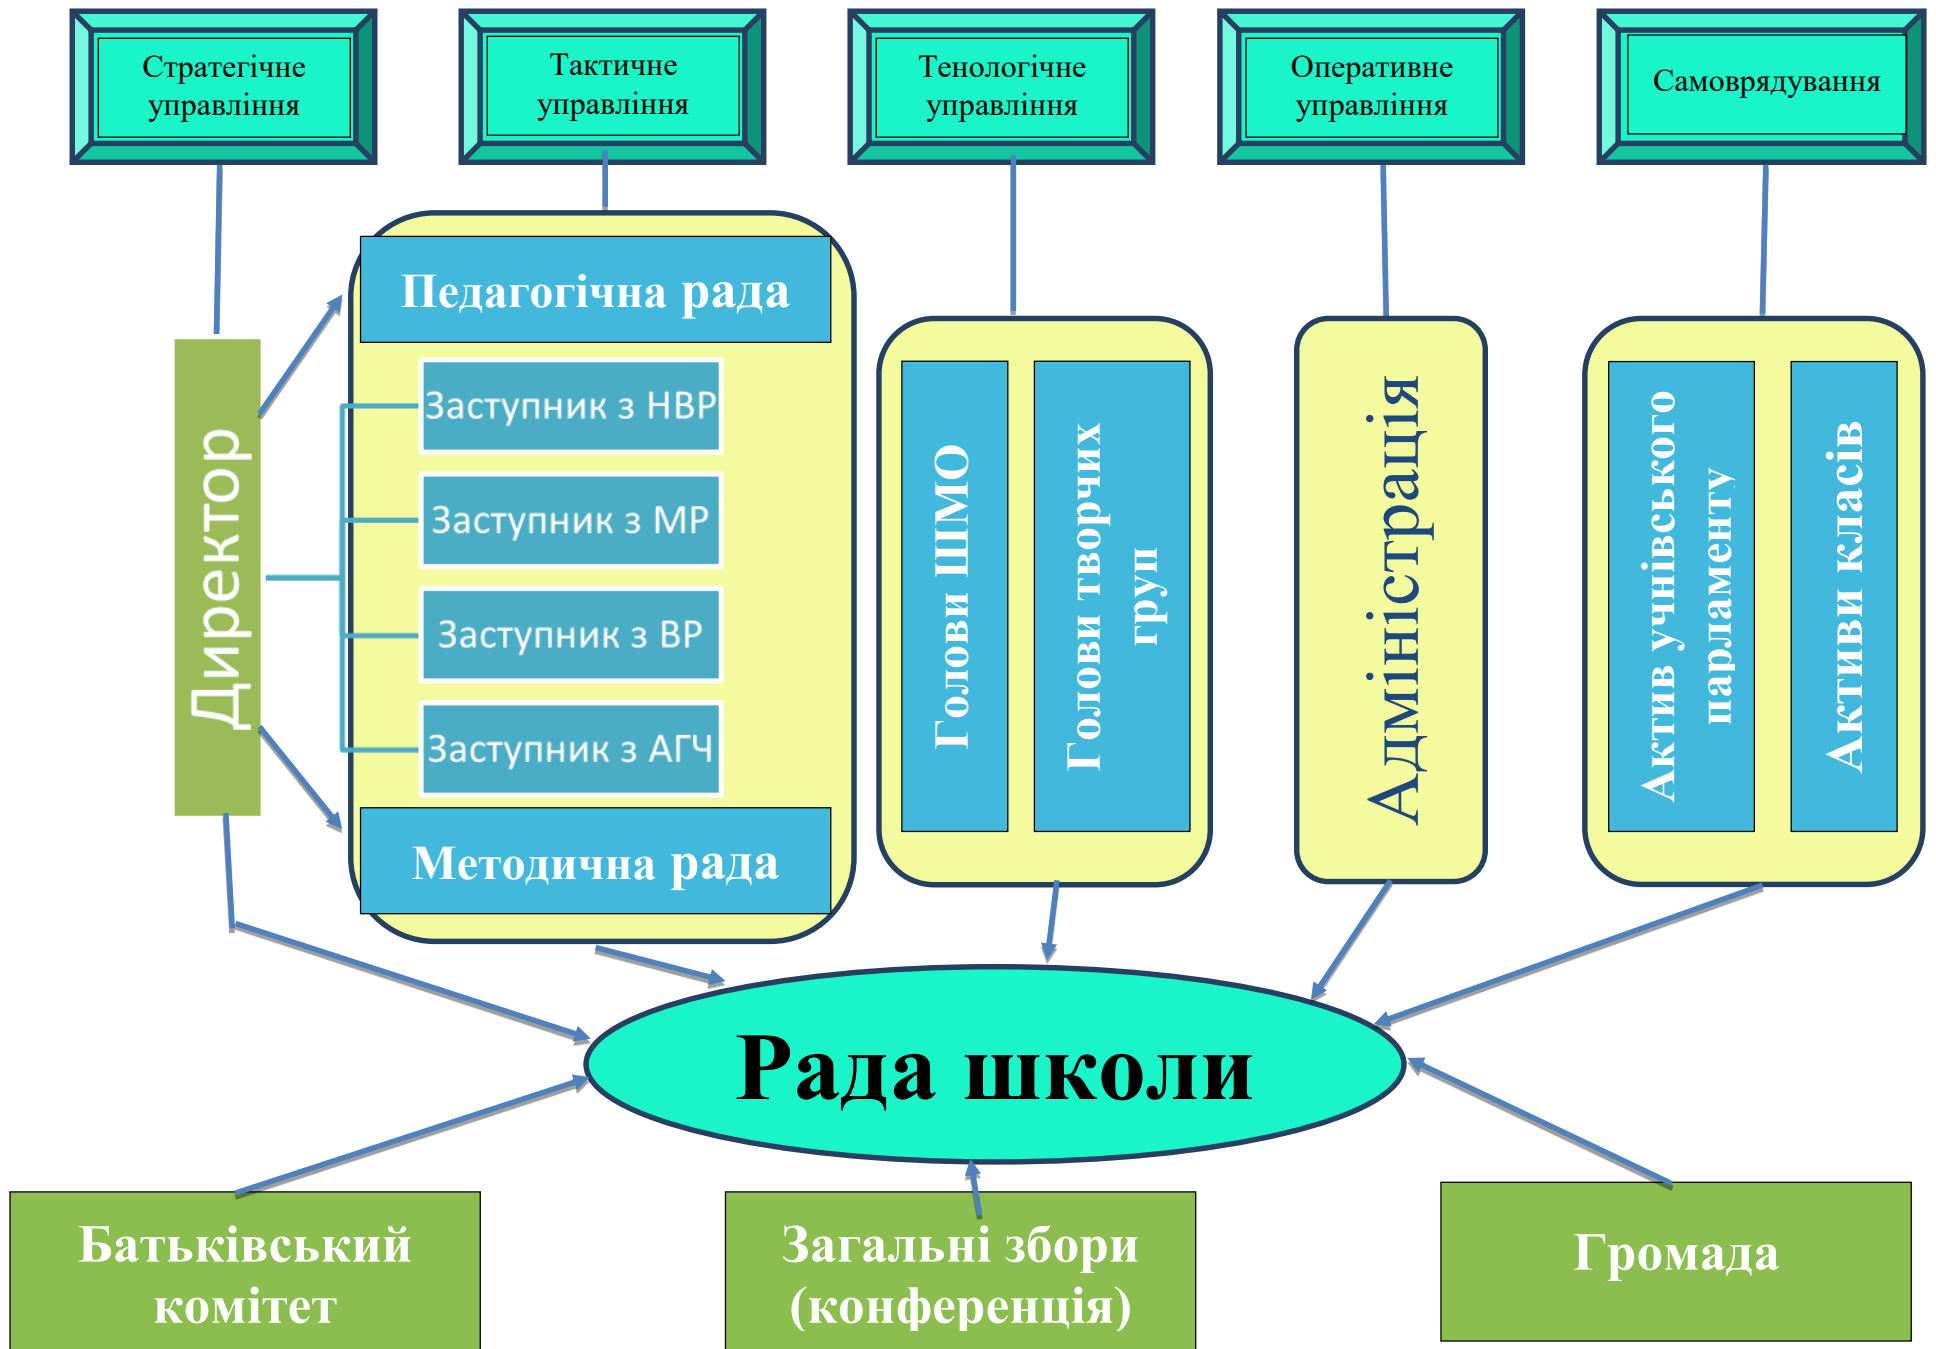 Стратегічне
управління
Тактичне
управління
Тенологічне
управління
Оперативне
управління
Самоврядування
Директор
Педагогічна рада
Заступник з НВР
Заступник з МР
Заступник з ВР
Заступник з АГЧ
Методична рада
Голови ШМО
Голови творчих
груп
Адміністрація
Актив учнівського
парламенту
Активи класів
Рада школи
Батьківський
комітет
Загальні збори
(конференція)
Громада